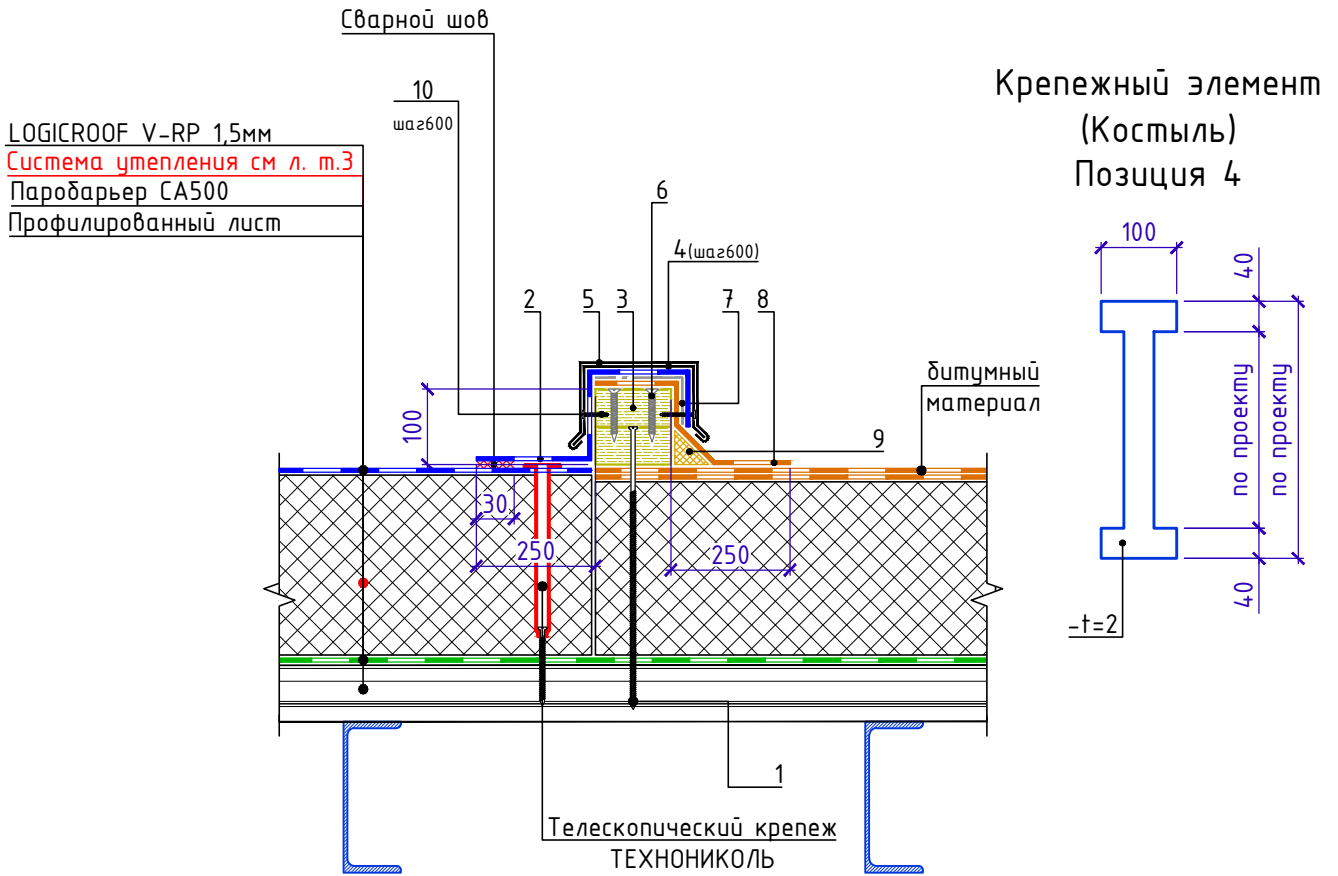 Сварной шов
10
шаг600
LOGICROOF V-RP 1,5мм
Система утепления см л. т.3
Паробарьер СА500
Профилированный лист
6
4(шаг600)
2
5
3
7
8
битумный
материал
100
9
30
250
250
1
Телескопический крепеж
ТЕХНОНИКОЛЬ
Крепежный элемент
(Костыль)
Позиция 4
100
40
по проекту
по проекту
40
-t=2